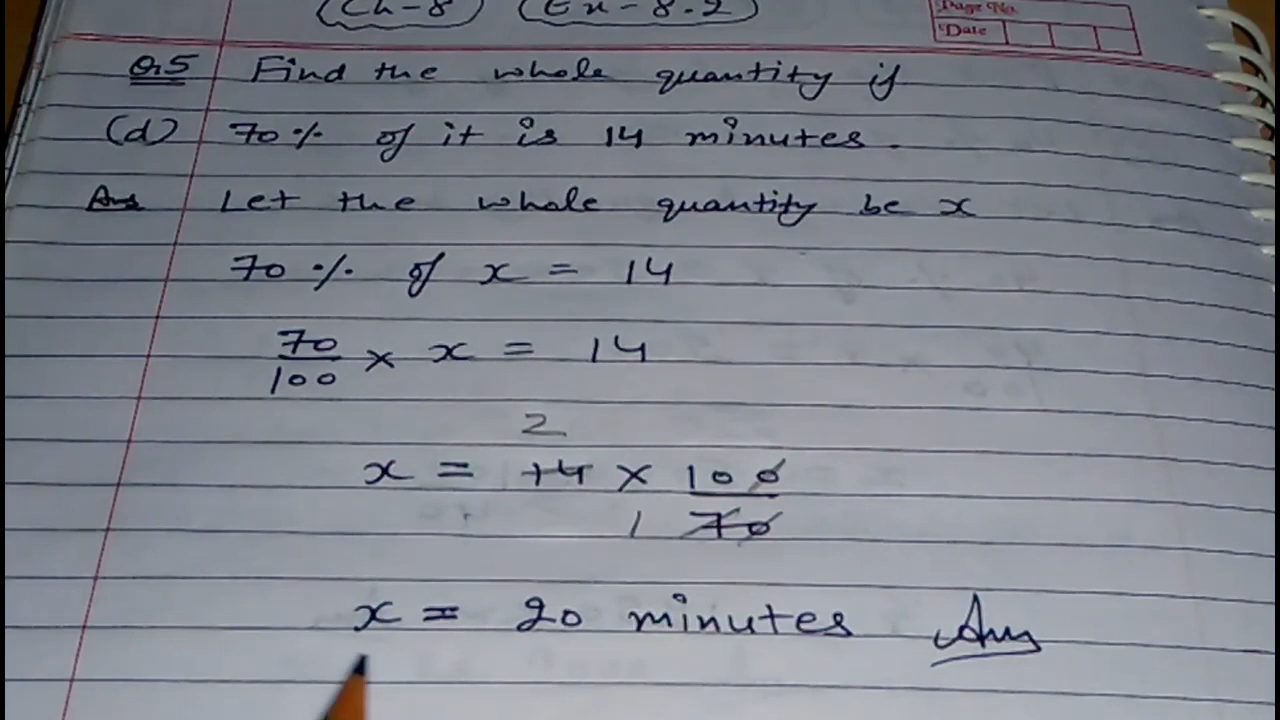 (Ch-8) (Ex-8.2)
Page No.
Date
Q.5 Find the whole quantity if
(d) 70% of it is 14 minutes.
Ans Let the whole quantity be x
70% of x = 14
70/100 × x = 14
2
x = 14 × 100
1 70
x = 20 minutes Ans